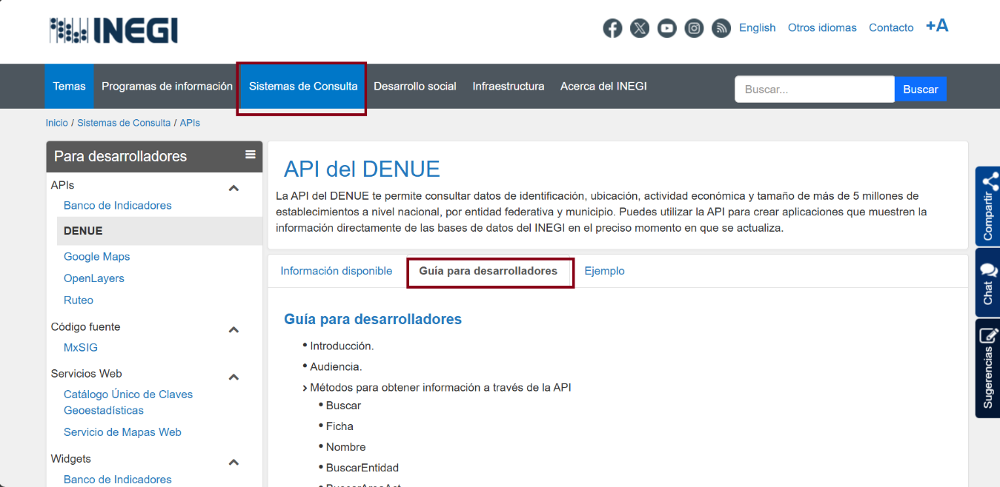 INEGI
English Otros idiomas Contacto +A
Temas Programas de información Sistemas de Consulta Desarrollo social Infraestructura Acerca del INEGI Buscar... Buscar
Inicio / Sistemas de Consulta / APIs
Para desarrolladores
APIs
Banco de Indicadores
DENUE
Google Maps
OpenLayers
Ruteo
Código fuente
MxSIG
Servicios Web
Catálogo Único de Claves
Geoestadísticas
Servicio de Mapas Web
Widgets
Banco de Indicadores
API del DENUE
La API del DENUE te permite consultar datos de identificación, ubicación, actividad económica y tamaño de más de 5 millones de
establecimientos a nivel nacional, por entidad federativa y municipio. Puedes utilizar la API para crear aplicaciones que muestren la
información directamente de las bases de datos del INEGI en el preciso momento en que se actualiza.
Información disponible Guía para desarrolladores Ejemplo
Guía para desarrolladores
• Introducción.
• Audiencia.
› Métodos para obtener información a través de la API
• Buscar
• Ficha
• Nombre
• BuscarEntidad
• BuscarAreaAct
Compartir
Chat
Sugerencias